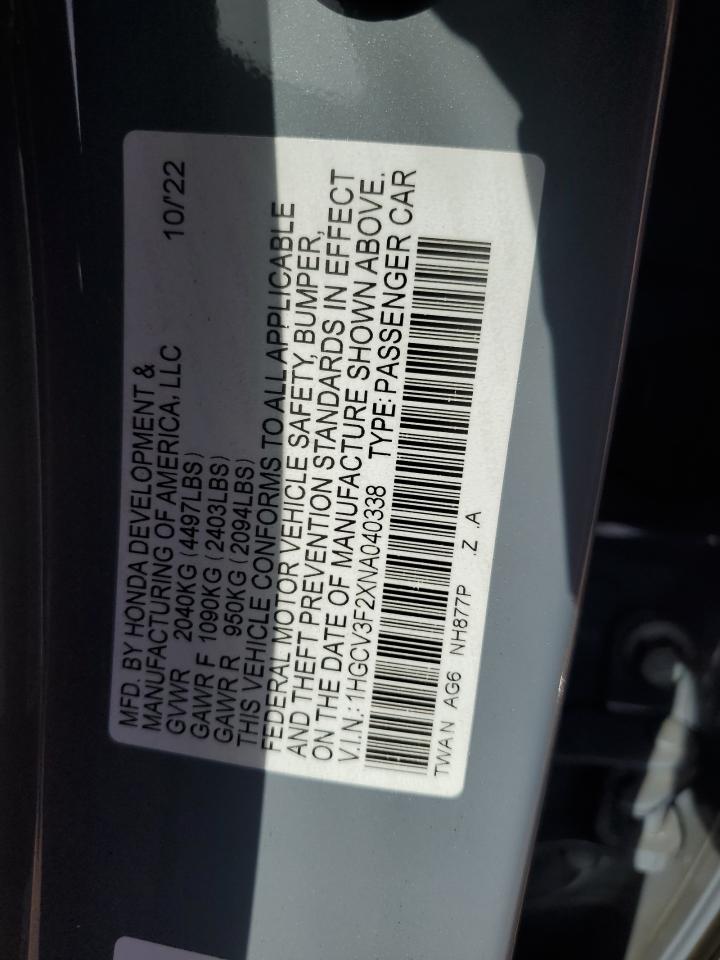 MFD. BY HONDA DEVELOPMENT &
MANUFACTURING OF AMERICA, LLC 10/'22
GVWR 2040KG (4497LBS)
GAWR F 1090KG (2403LBS)
GAWR R 950KG (2094LBS)
THIS VEHICLE CONFORMS TO ALL APPLICABLE
FEDERAL MOTOR VEHICLE SAFETY, BUMPER,
AND THEFT PREVENTION STANDARDS IN EFFECT
ON THE DATE OF MANUFACTURE SHOWN ABOVE.
V.I.N.: 1HGCV3F2XNA040338 TYPE: PASSENGER CAR
TWAN AG6 NH877P .Z .A